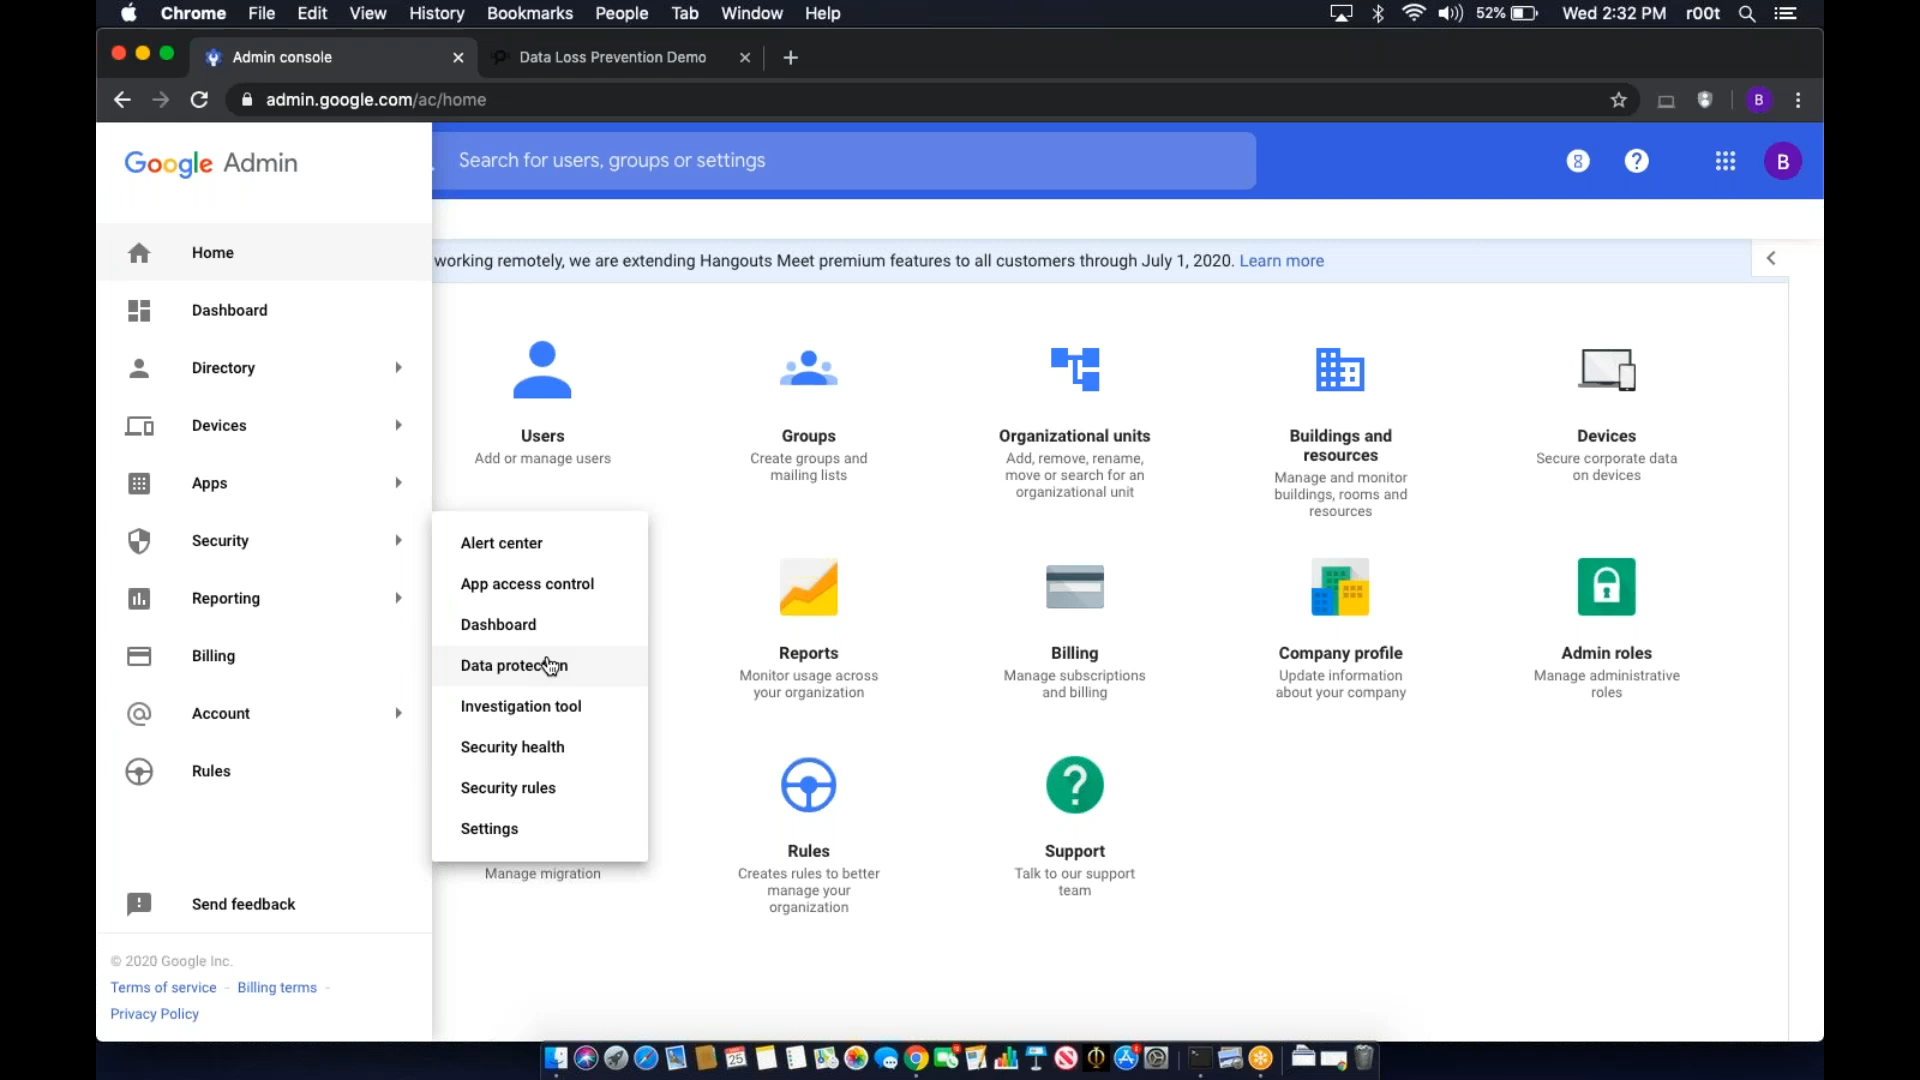 Chrome File Edit View History Bookmarks People Tab Window Help
52% Wed 2:32 PM r00t
Admin console
Data Loss Prevention Demo
admin.google.com/ac/home
B
Google Admin
Search for users, groups or settings
B
Home
Dashboard
Directory
Devices
Apps
Security
Reporting
Billing
Account
Rules
Send feedback
© 2020 Google Inc.
Terms of service - Billing terms -
Privacy Policy
working remotely, we are extending Hangouts Meet premium features to all customers through July 1, 2020. Learn more
Users
Add or manage users
Groups
Create groups and
mailing lists
Organizational units
Add, remove, rename,
move or search for an
organizational unit
Buildings and
resources
Manage and monitor
buildings, rooms and
resources
Devices
Secure corporate data
on devices
Alert center
App access control
Dashboard
Data protection
Investigation tool
Security health
Security rules
Settings
Manage migration
Reports
Monitor usage across
your organization
Billing
Manage subscriptions
and billing
Company profile
Update information
about your company
Admin roles
Manage administrative
roles
Rules
Creates rules to better
manage your
organization
Support
Talk to our support
team
25